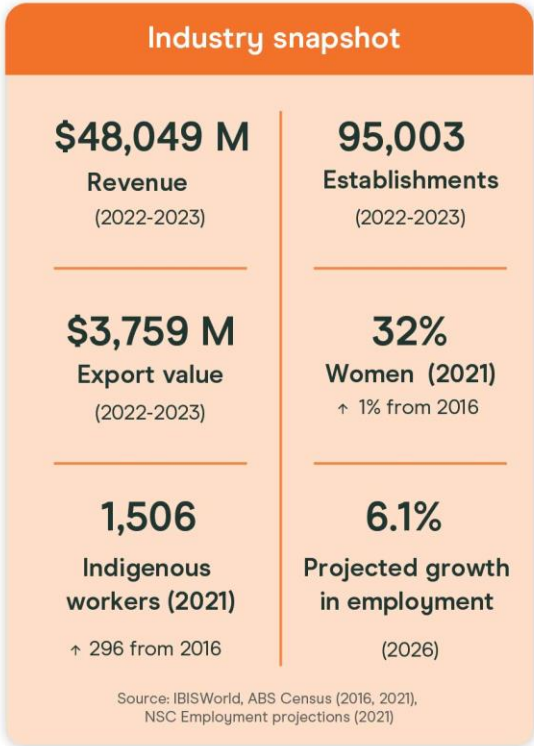 Industry snapshot
$48,049 M
Revenue
(2022-2023)
95,003
Establishments
(2022-2023)
$3,759 M
Export value
(2022-2023)
32%
Women (2021)
↑ 1% from 2016
1,506
Indigenous
workers (2021)
↑ 296 from 2016
6.1%
Projected growth
in employment
(2026)
Source: IBISWorld, ABS Census (2016, 2021),
NSC Employment projections (2021)